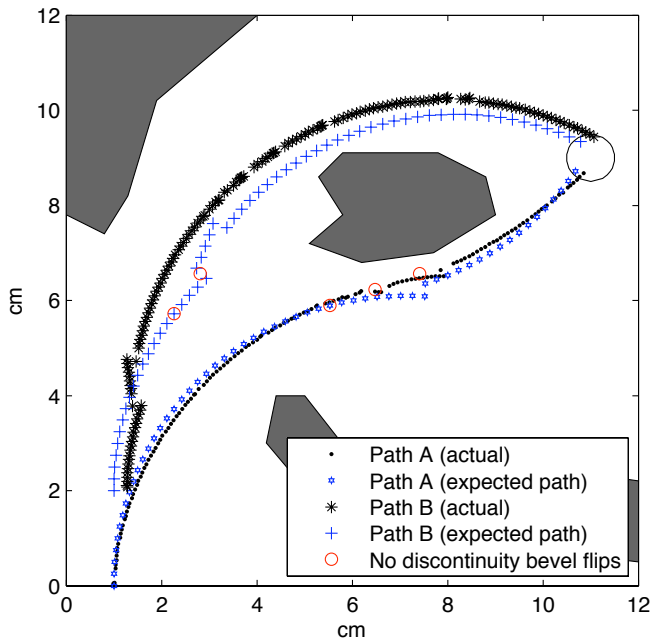 12
10
8
6
4
2
0
cm
0
2
4
6
8
10
12
cm
Path A (actual)
Path A (expected path)
Path B (actual)
Path B (expected path)
No discontinuity bevel flips